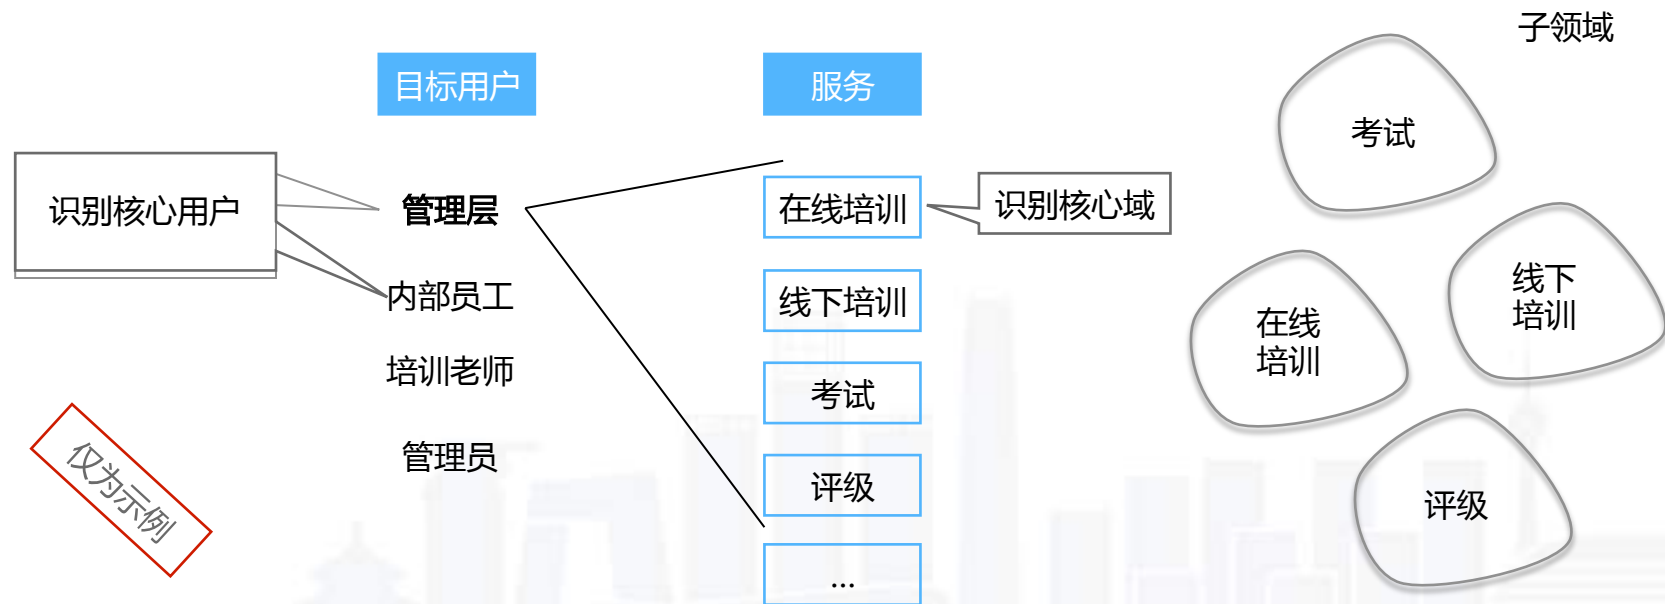 子领域
目标用户
服务
考试
识别核心用户
管理层
在线培训
识别核心域
内部员工
线下培训
线下
培训
在线
培训
培训老师
考试
管理员
评级
评级
仅为示例
...